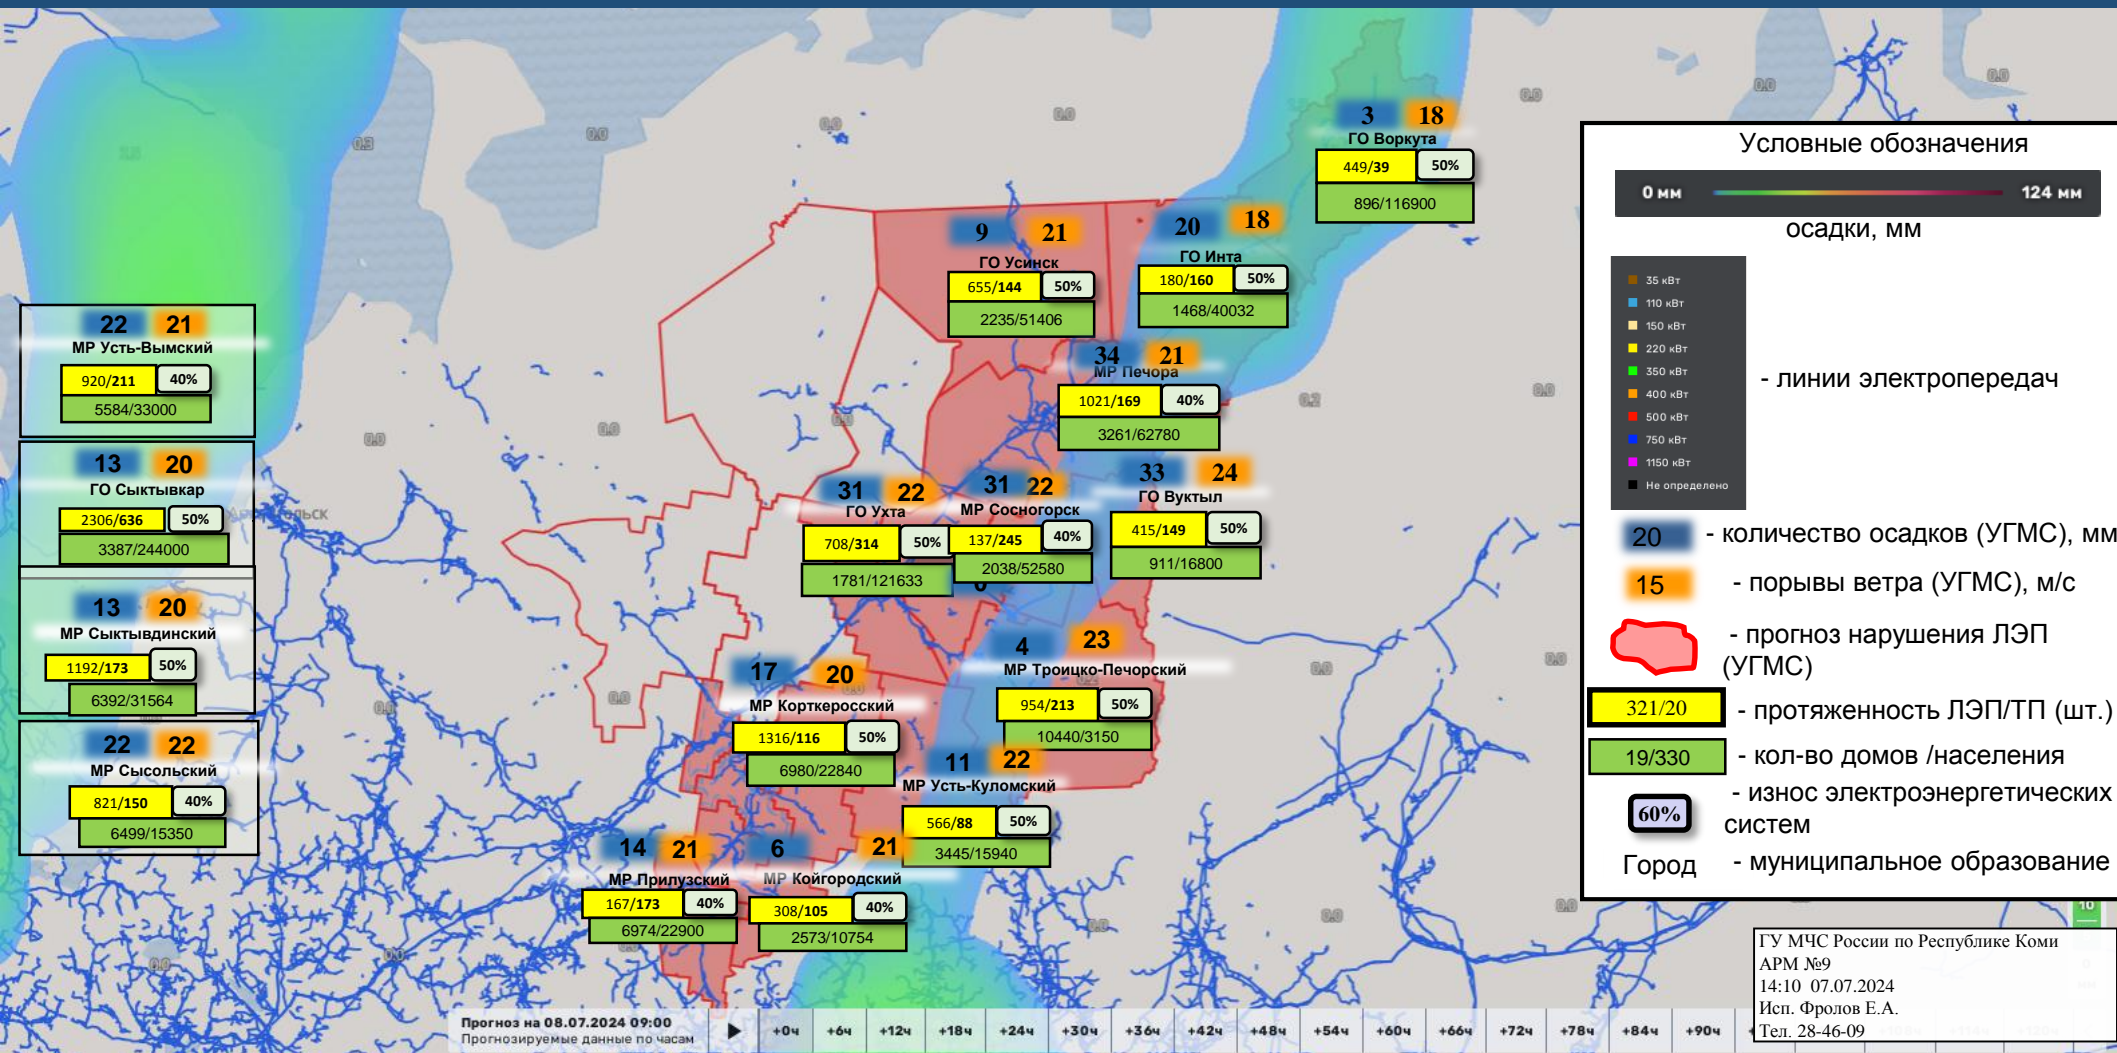 3 18
ГО Воркута
449/39 50%
896/116900
9 21
ГО Усинск
655/144 50%
2235/51406
20 18
ГО Инта
180/160 50%
1468/40032
34 21
МР Печора
1021/169 40%
3261/62780
22 21
МР Усть-Вымский
920/211 40%
5584/33000
13 20
ГО Сыктывкар
2306/636 50%
3387/244000
13 20
МР Сыктывдинский
1192/173 50%
6392/31564
22 22
МР Сысольский
821/150 40%
6499/15350
31 22
ГО Ухта
708/314 50%
1781/121633
31 22
МР Сосногорск
137/245 40%
2038/52580
33 24
ГО Вуктыл
415/149 50%
911/16800
4 23
МР Троицко-Печорский
954/213 50%
10440/3150
17 20
МР Корткеросский
1316/116 50%
6980/22840
11 22
МР Усть-Куломский
566/88 50%
3445/15940
14 21
МР Прилузский
167/173 40%
6974/22900
6 21
МР Койгородский
308/105 40%
2573/10754
Условные обозначения
0 мм 124 мм
осадки, мм
35 кВт
110 кВт
150 кВт
220 кВт
350 кВт
400 кВт
500 кВт
750 кВт
1150 кВт
Не определено
- линии электропередач
20 - количество осадков (УГМС), мм
15 - порывы ветра (УГМС), м/с
- прогноз нарушения ЛЭП
(УГМС)
321/20 - протяженность ЛЭП/ТП (шт.)
19/330 - кол-во домов /населения
60% - износ электроэнергетических
систем
Город - муниципальное образование
10
ГУ МЧС России по Республике Коми
АРМ №9
14:10 07.07.2024
Исп. Фролов Е.А.
Тел. 28-46-09
Прогноз на 08.07.2024 09:00
Прогнозируемые данные по часам
+0ч +6ч +12ч +18ч +24ч +30ч +36ч +42ч +48ч +54ч +60ч +66ч +72ч +78ч +84ч +90ч